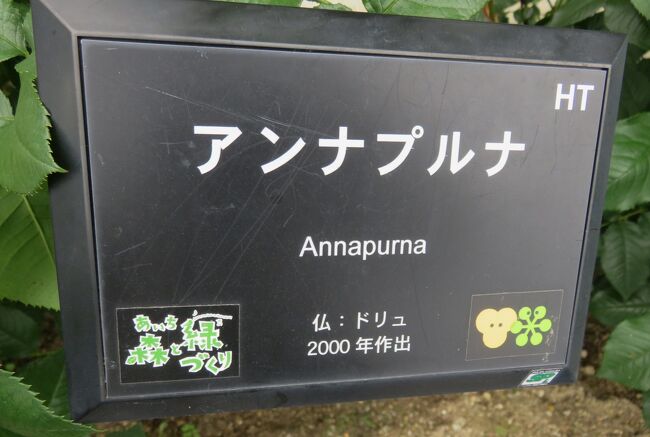 HT
アンナプルナ
Annapurna
仏：ドリュ
2000 年作出
あいち
森と緑
づくり